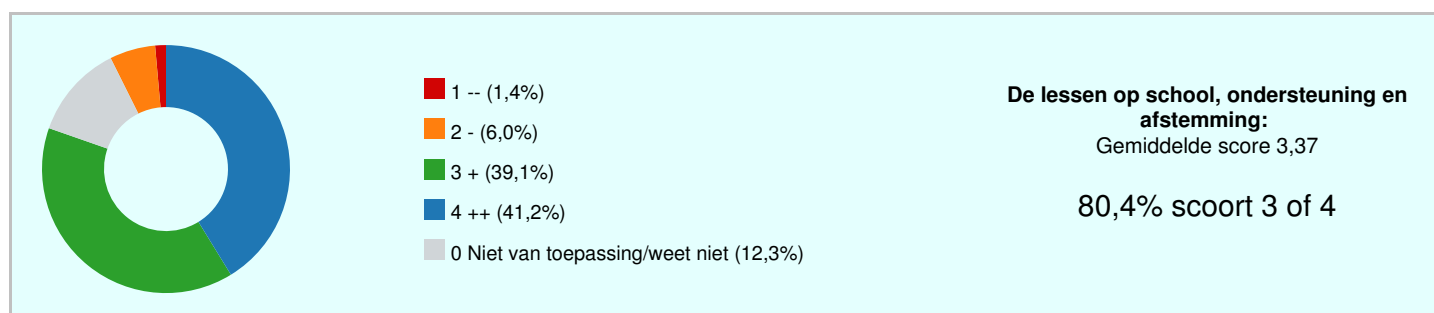 1 -- (1,4%)
2 - (6,0%)
3 + (39,1%)
4 ++ (41,2%)
0 Niet van toepassing/weet niet (12,3%)
De lessen op school, ondersteuning en
afstemming:
Gemiddelde score 3,37
80,4% scoort 3 of 4